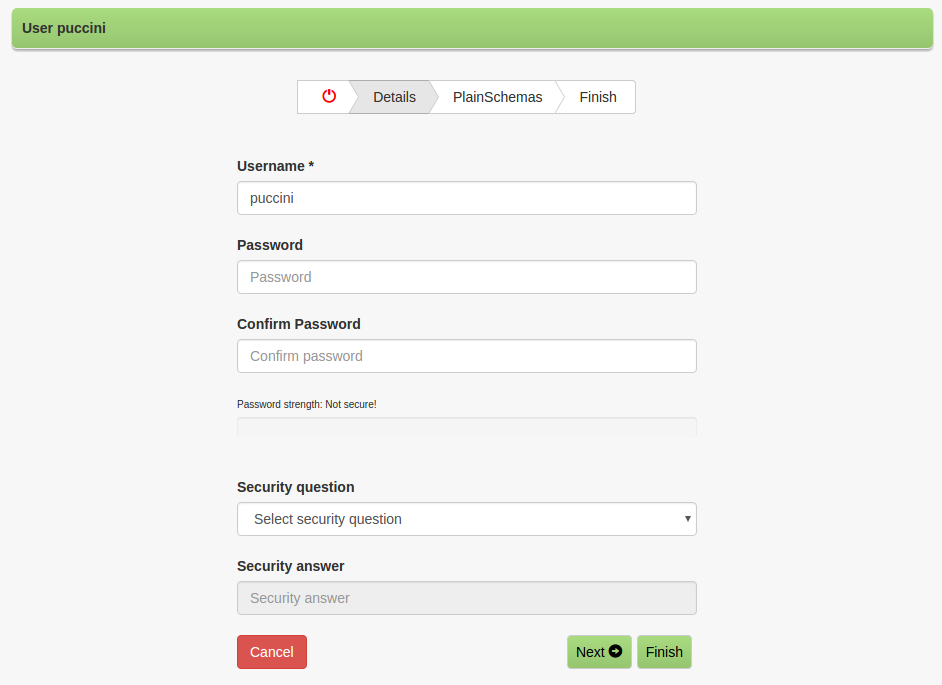 User puccini
Details PlainSchemas Finish
Username *
puccini
Password
Password
Confirm Password
Confirm password
Password strength: Not secure!
Security question
Select security question
Security answer
Security answer
Cancel Next Finish